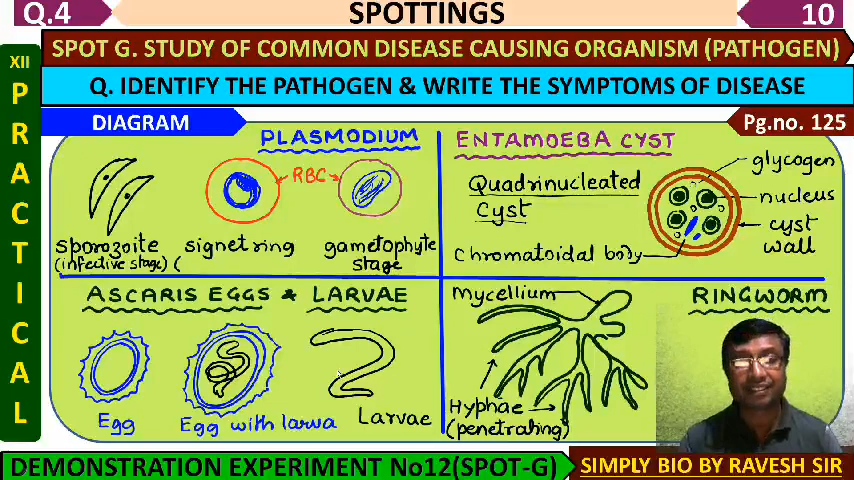 Q.4
SPOTTINGS
10
SPOT G. STUDY OF COMMON DISEASE CAUSING ORGANISM (PATHOGEN)
Q. IDENTIFY THE PATHOGEN & WRITE THE SYMPTOMS OF DISEASE
XII
PRACTICAL
DIAGRAM
Pg.no. 125
PLASMODIUM
RBC
sporozoite
(infective stage) (
signet ring
gametophyte
stage
ENTAMOEBA CYST
Quadrinucleated
Cyst
glycogen
nucleus
cyst
wall
Chromatoidal body
ASCARIS EGGS & LARVAE
Egg
Egg with larwa
Larvae
RINGWORM
Mycellium
Hyphae
(penetrating)
DEMONSTRATION EXPERIMENT No12(SPOT-G)
SIMPLY BIO BY RAVESH SIR